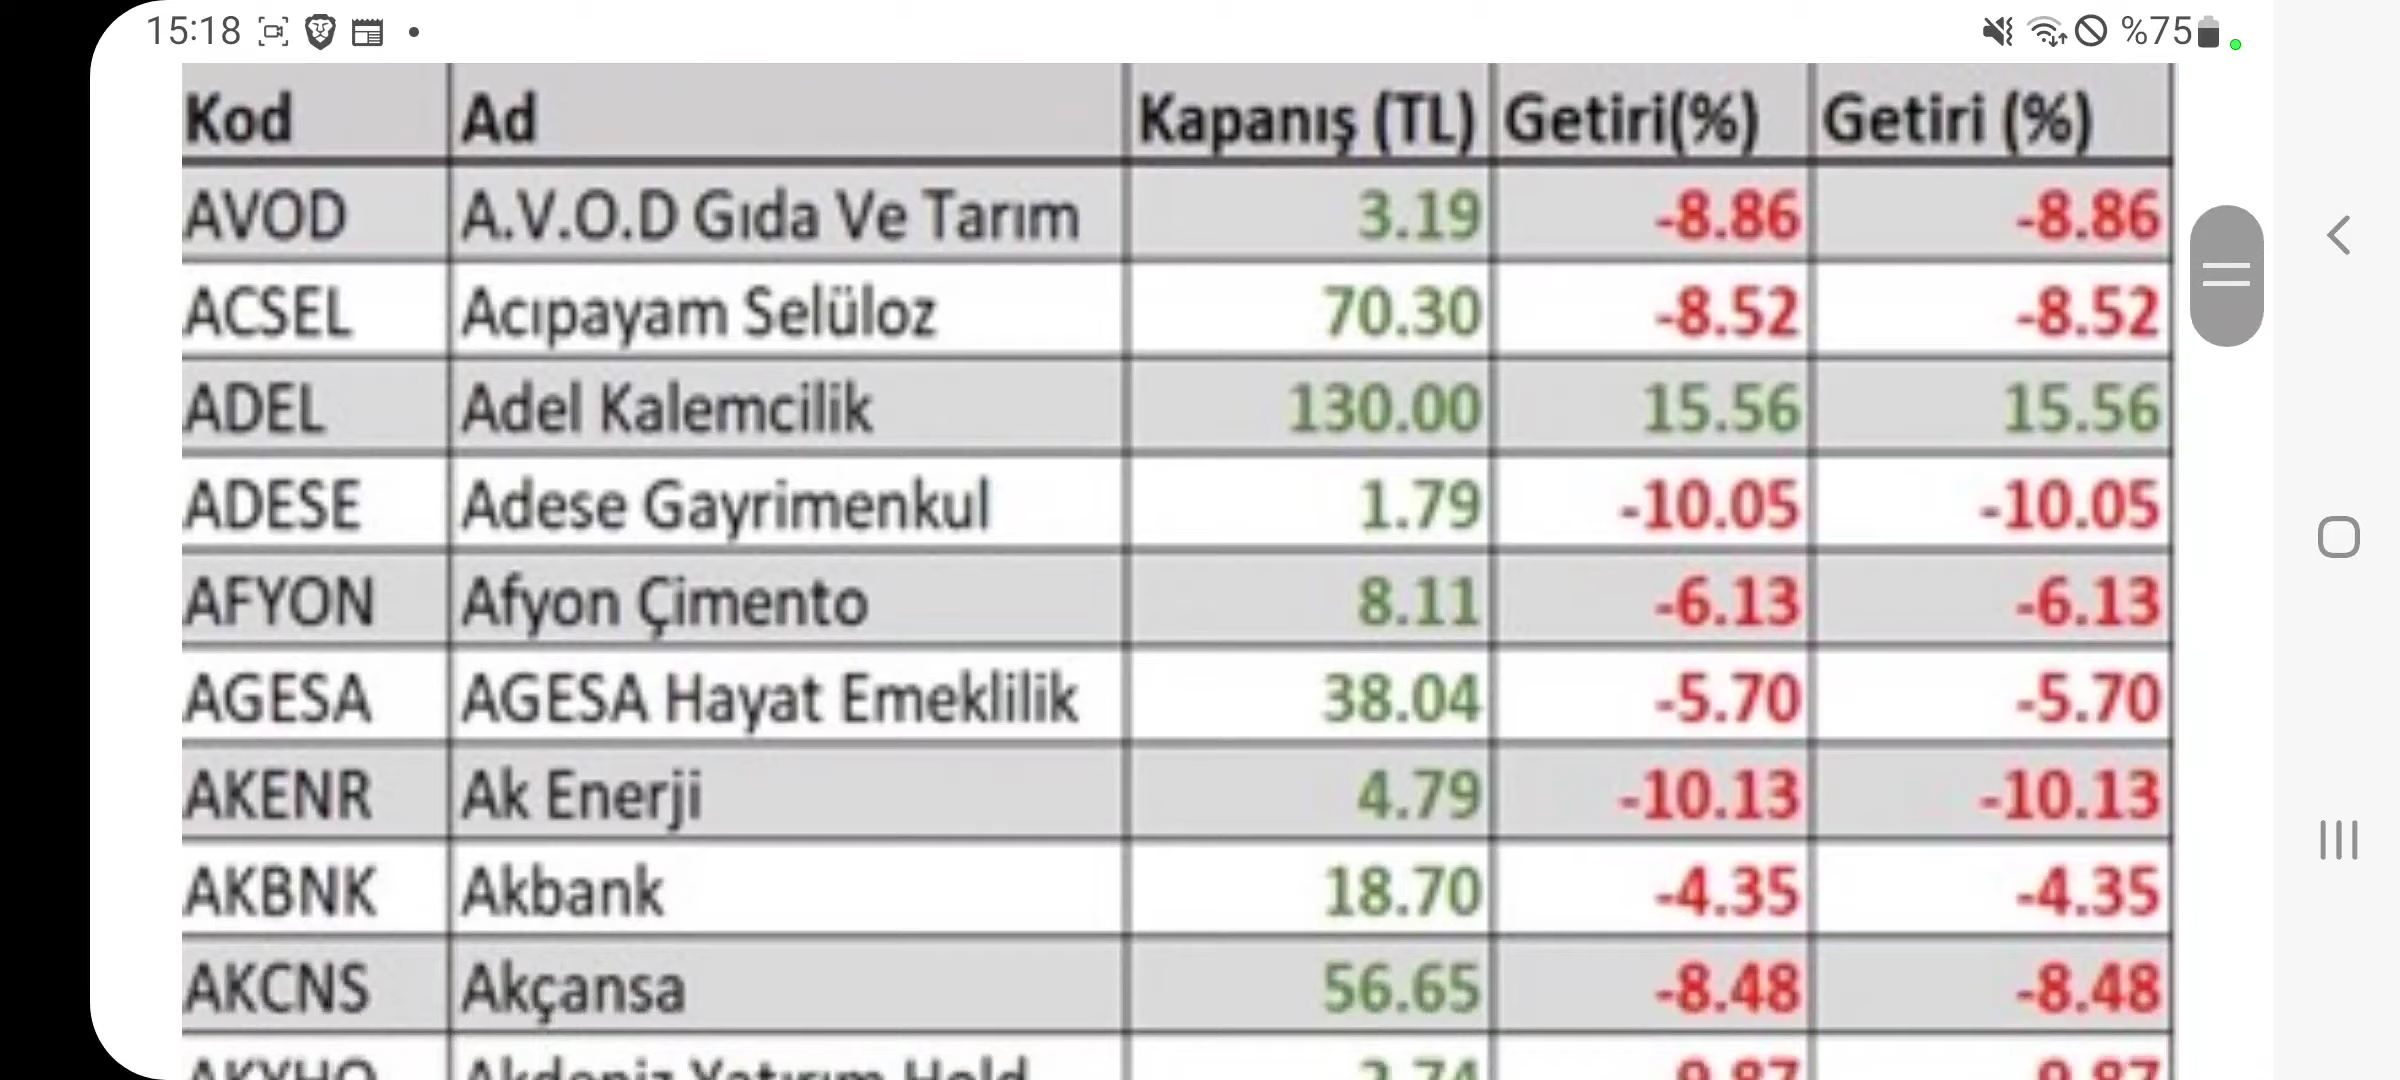 15:18 %75
Kod Ad Kapanış (TL) Getiri(%) Getiri (%)
AVOD A.V.O.D Gıda Ve Tarım 3.19 -8.86 -8.86
ACSEL Acıpayam Selüloz 70.30 -8.52 -8.52
ADEL Adel Kalemcilik 130.00 15.56 15.56
ADESE Adese Gayrimenkul 1.79 -10.05 -10.05
AFYON Afyon Çimento 8.11 -6.13 -6.13
AGESA AGESA Hayat Emeklilik 38.04 -5.70 -5.70
AKENR Ak Enerji 4.79 -10.13 -10.13
AKBNK Akbank 18.70 -4.35 -4.35
AKCNS Akçansa 56.65 -8.48 -8.48
Akdeniz Yatırım Hold